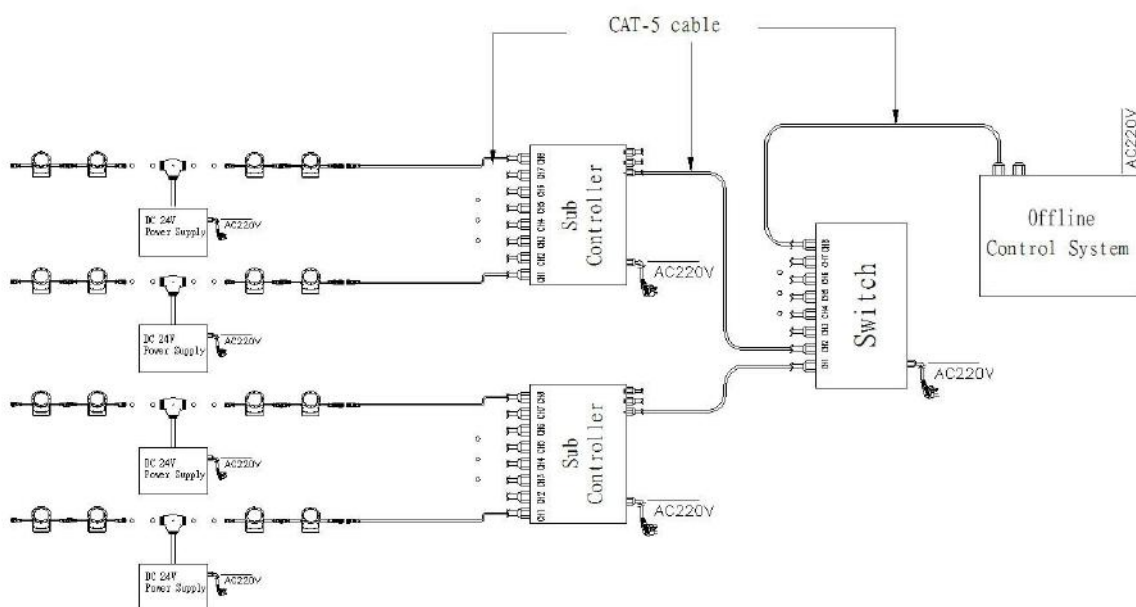 CAT-5 cable
AC220V
Offline
Control System
CH8
CH7
CH6
CH5
CH4
CH3
CH2
CH1
Sub
Controller
AC220V
DC 24V
Power Supply
AC220V
DC 24V
Power Supply
AC220V
CH8
CH7
CH6
CH5
CH4
CH3
CH2
CH1
Switch
AC220V
CH8
CH7
CH6
CH5
CH4
CH3
CH2
CH1
Sub
Controller
AC220V
DC 24V
Power Supply
AC220V
DC 24V
Power Supply
AC220V